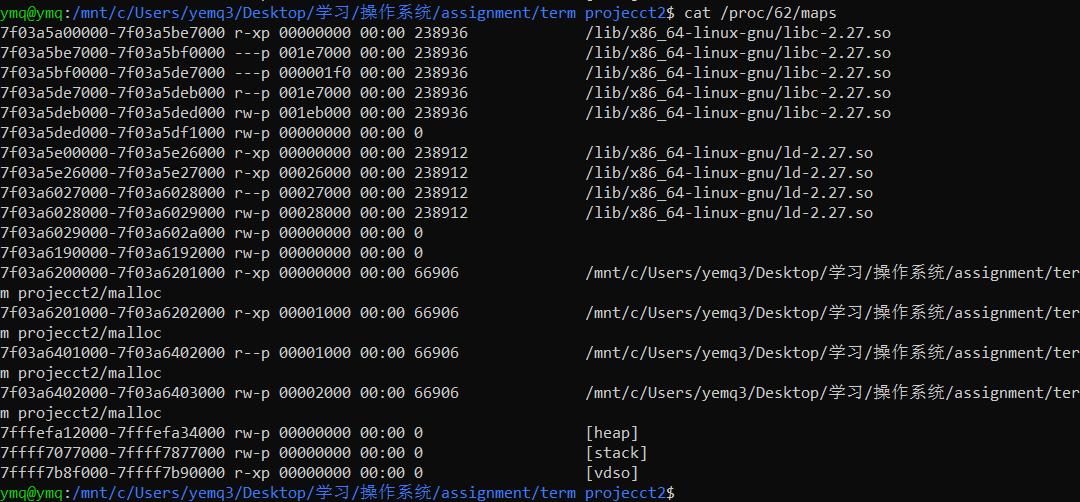 ymq@ymq:/mnt/c/Users/yemq3/Desktop/学习/操作系统/assignment/term projecct2$ cat /proc/62/maps
7f03a5a00000-7f03a5be7000 r-xp 00000000 00:00 238936 /lib/x86_64-linux-gnu/libc-2.27.so
7f03a5be7000-7f03a5bf0000 ---p 001e7000 00:00 238936 /lib/x86_64-linux-gnu/libc-2.27.so
7f03a5bf0000-7f03a5de7000 ---p 000001f0 00:00 238936 /lib/x86_64-linux-gnu/libc-2.27.so
7f03a5de7000-7f03a5deb000 r--p 001e7000 00:00 238936 /lib/x86_64-linux-gnu/libc-2.27.so
7f03a5deb000-7f03a5ded000 rw-p 001eb000 00:00 238936 /lib/x86_64-linux-gnu/libc-2.27.so
7f03a5ded000-7f03a5df1000 rw-p 00000000 00:00 0
7f03a5e00000-7f03a5e26000 r-xp 00000000 00:00 238912 /lib/x86_64-linux-gnu/ld-2.27.so
7f03a5e26000-7f03a5e27000 r-xp 00026000 00:00 238912 /lib/x86_64-linux-gnu/ld-2.27.so
7f03a6027000-7f03a6028000 r--p 00027000 00:00 238912 /lib/x86_64-linux-gnu/ld-2.27.so
7f03a6028000-7f03a6029000 rw-p 00028000 00:00 238912 /lib/x86_64-linux-gnu/ld-2.27.so
7f03a6029000-7f03a602a000 rw-p 00000000 00:00 0
7f03a6190000-7f03a6192000 rw-p 00000000 00:00 0
7f03a6200000-7f03a6201000 r-xp 00000000 00:00 66906 /mnt/c/Users/yemq3/Desktop/学习/操作系统/assignment/ter
m projecct2/malloc
7f03a6201000-7f03a6202000 r-xp 00001000 00:00 66906 /mnt/c/Users/yemq3/Desktop/学习/操作系统/assignment/ter
m projecct2/malloc
7f03a6401000-7f03a6402000 r--p 00001000 00:00 66906 /mnt/c/Users/yemq3/Desktop/学习/操作系统/assignment/ter
m projecct2/malloc
7f03a6402000-7f03a6403000 rw-p 00002000 00:00 66906 /mnt/c/Users/yemq3/Desktop/学习/操作系统/assignment/ter
m projecct2/malloc
7fffefa12000-7fffefa34000 rw-p 00000000 00:00 0 [heap]
7ffff7077000-7ffff7877000 rw-p 00000000 00:00 0 [stack]
7ffff7b8f000-7ffff7b90000 r-xp 00000000 00:00 0 [vdso]
ymq@ymq:/mnt/c/Users/yemq3/Desktop/学习/操作系统/assignment/term projecct2$